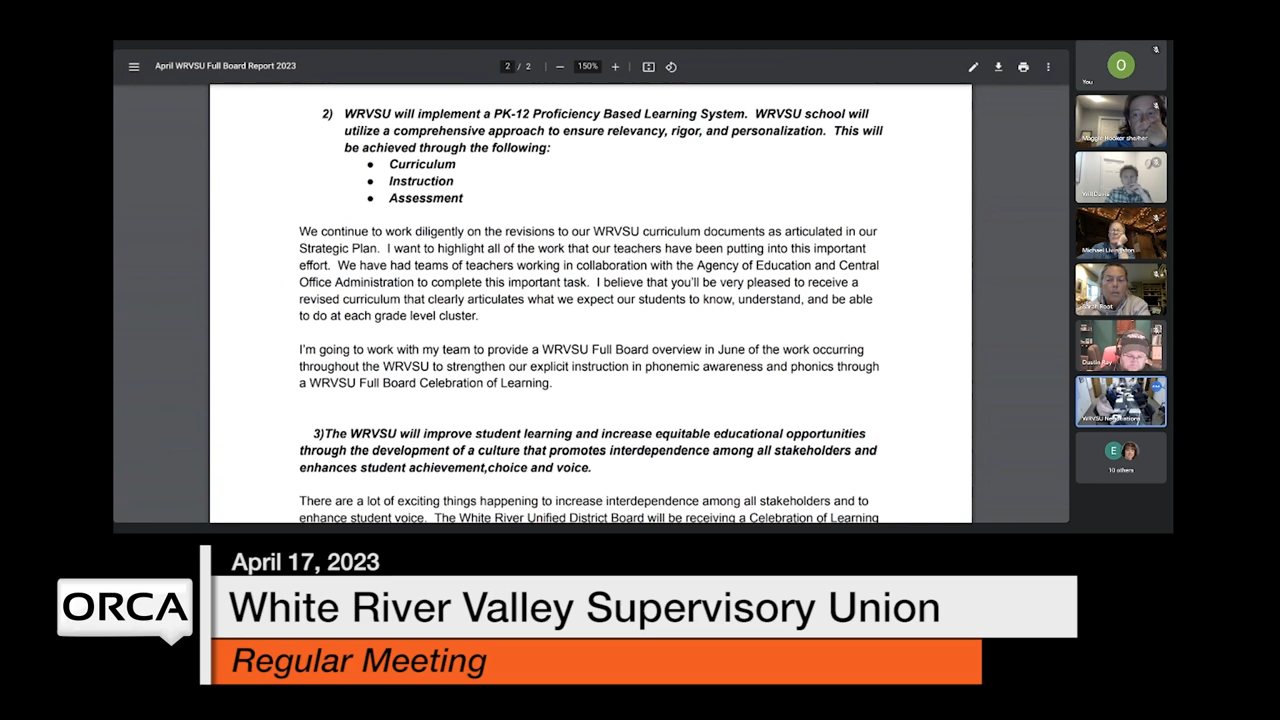 April WRVSU Full Board Report 2023
2 / 2
150%
O
You
2) WRVSU will implement a PK-12 Proficiency Based Learning System. WRVSU school will
utilize a comprehensive approach to ensure relevancy, rigor, and personalization. This will
be achieved through the following:
● Curriculum
● Instruction
● Assessment
We continue to work diligently on the revisions to our WRVSU curriculum documents as articulated in our
Strategic Plan. I want to highlight all of the work that our teachers have been putting into this important
effort. We have had teams of teachers working in collaboration with the Agency of Education and Central
Office Administration to complete this important task. I believe that you'll be very pleased to receive a
revised curriculum that clearly articulates what we expect our students to know, understand, and be able
to do at each grade level cluster.
I'm going to work with my team to provide a WRVSU Full Board overview in June of the work occurring
throughout the WRVSU to strengthen our explicit instruction in phonemic awareness and phonics through
a WRVSU Full Board Celebration of Learning.
3)The WRVSU will improve student learning and increase equitable educational opportunities
through the development of a culture that promotes interdependence among all stakeholders and
enhances student achievement,choice and voice.
There are a lot of exciting things happening to increase interdependence among all stakeholders and to
enhance student voice. The White River Unified District Board will be receiving a Celebration of Learning
Michael Livingston
Sarah Root
Dustin Ray
E
10 others
April 17, 2023
ORCA
White River Valley Supervisory Union
Regular Meeting